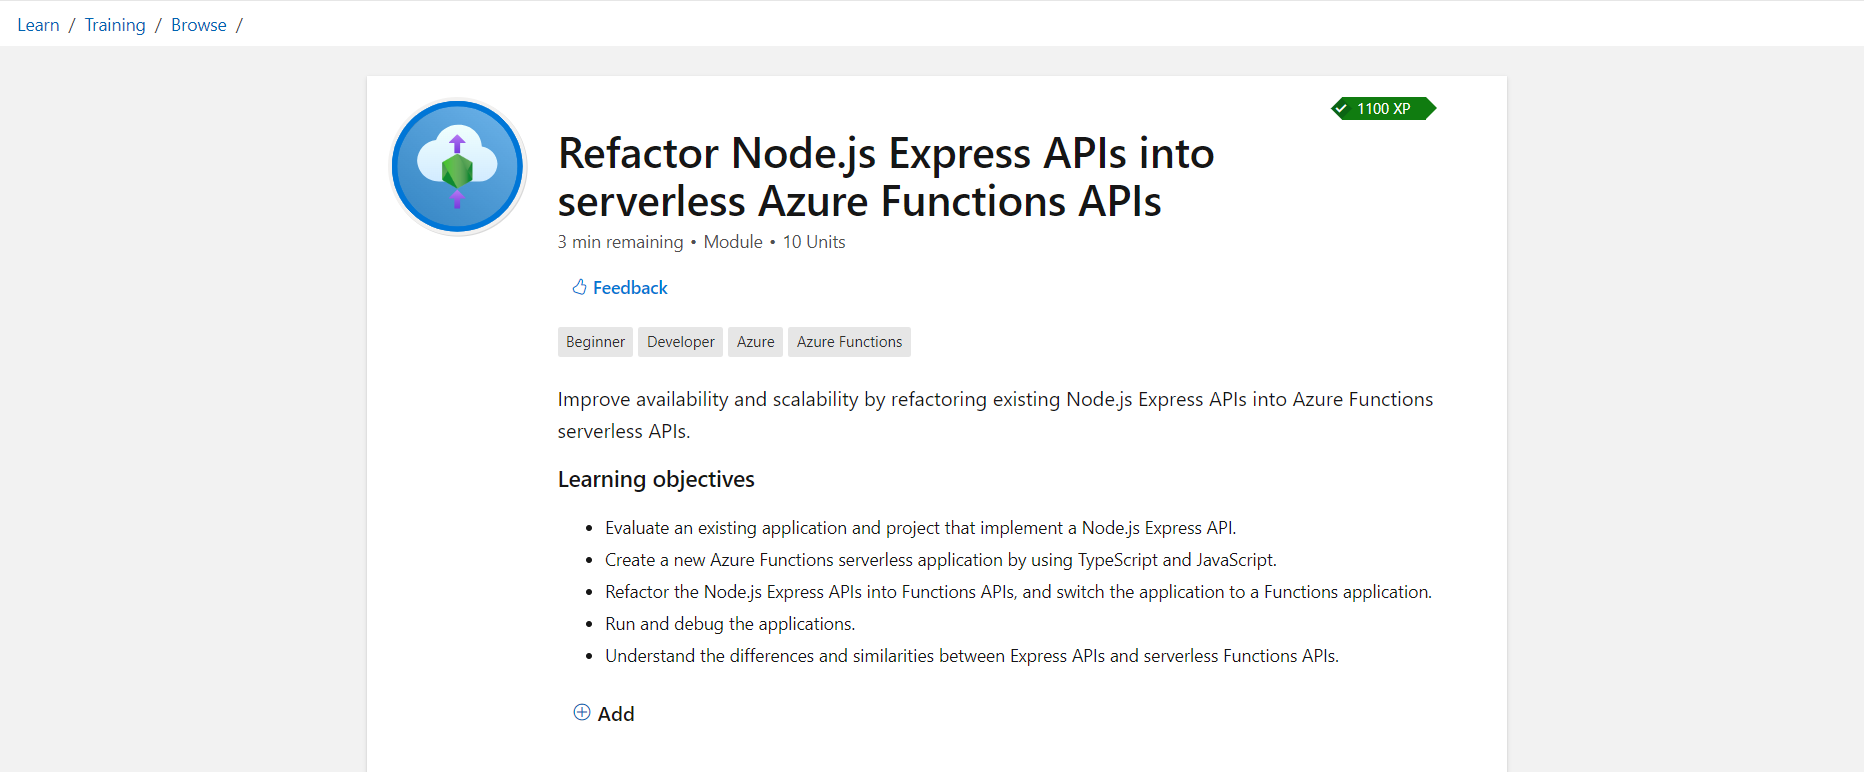 Learn / Training / Browse /
1100 XP
Refactor Node.js Express APIs into
serverless Azure Functions APIs
3 min remaining • Module • 10 Units
Feedback
Beginner Developer Azure Azure Functions
Improve availability and scalability by refactoring existing Node.js Express APIs into Azure Functions
serverless APIs.
Learning objectives
• Evaluate an existing application and project that implement a Node.js Express API.
• Create a new Azure Functions serverless application by using TypeScript and JavaScript.
• Refactor the Node.js Express APIs into Functions APIs, and switch the application to a Functions application.
• Run and debug the applications.
• Understand the differences and similarities between Express APIs and serverless Functions APIs.
Add